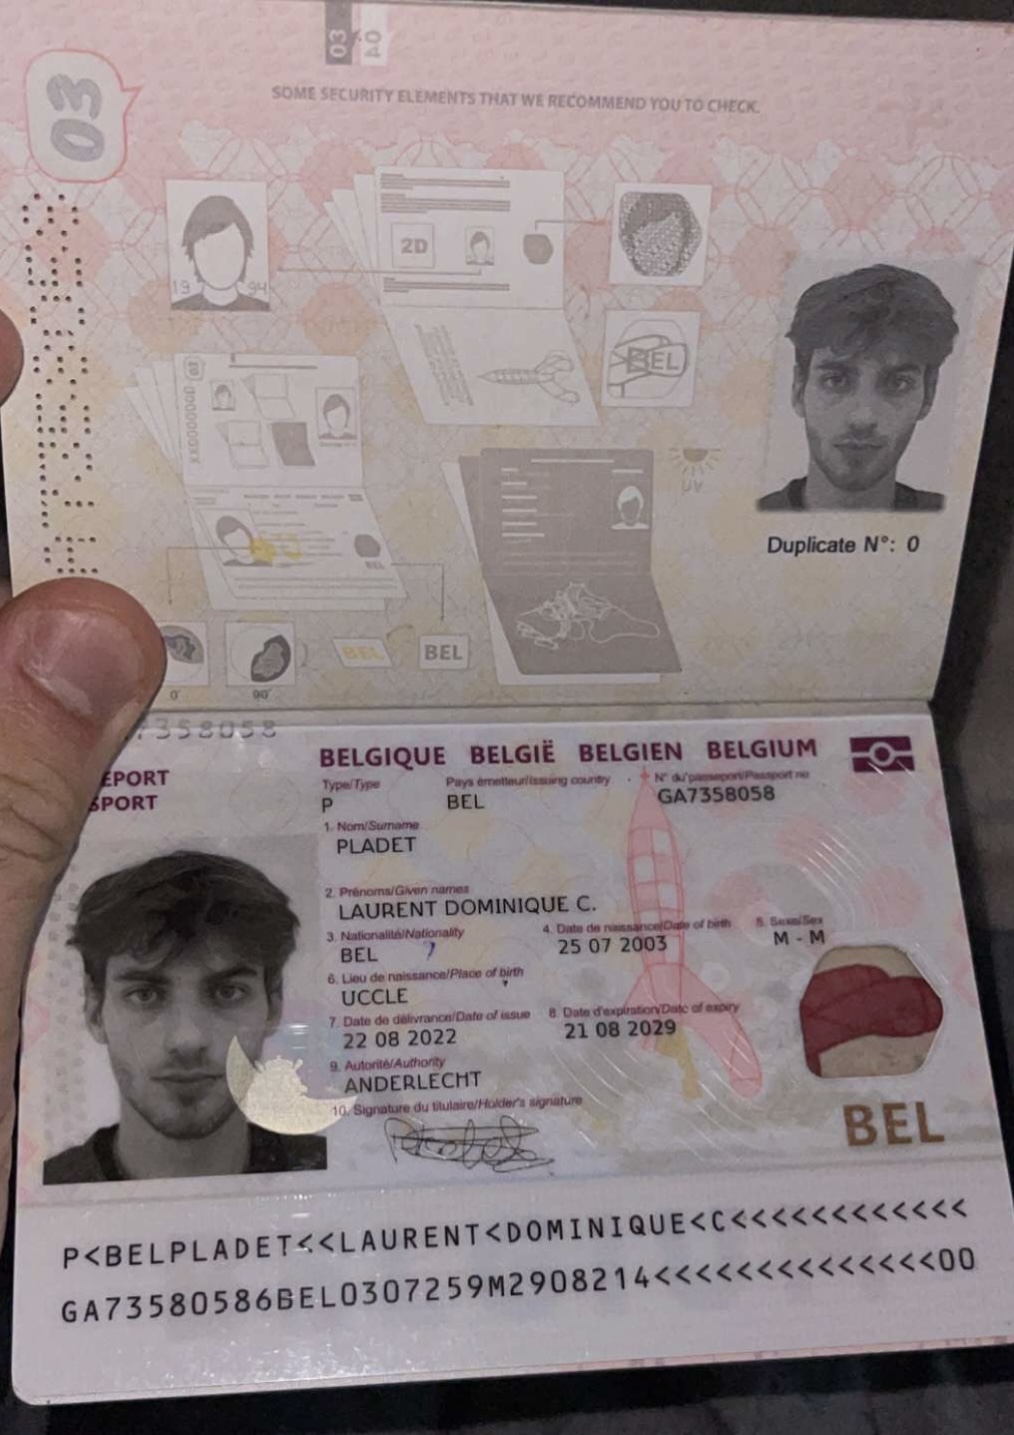 03 04
SOME SECURITY ELEMENTS THAT WE RECOMMEND YOU TO CHECK.
03
2D
19 94
BEL
UV
Duplicate N°: 0
BEL
BEL
BEL
0°
90°
7358058
BELGIQUE BELGIË BELGIEN BELGIUM
EPORT
SPORT
Type/Type
Pays émetteur/Issuing country
N° du passeport/Passport no
P
BEL
GA7358058
1. Nom/Surname
PLADET
2. Prénoms/Given names
LAURENT DOMINIQUE C.
3. Nationalité/Nationality
4. Date de naissance/Date of birth
5. Sexe/Sex
BEL
25 07 2003
M - M
6. Lieu de naissance/Place of birth
UCCLE
7. Date de délivrance/Date of issue
8. Date d'expiration/Date of expiry
22 08 2022
21 08 2029
9. Autorité/Authority
ANDERLECHT
10. Signature du titulaire/Holder's signature
BEL
P<BELPLADET<<LAURENT<DOMINIQUE<C<<<<<<<<<<<<
GA73580586BEL0307259M2908214<<<<<<<<<<<<<<00